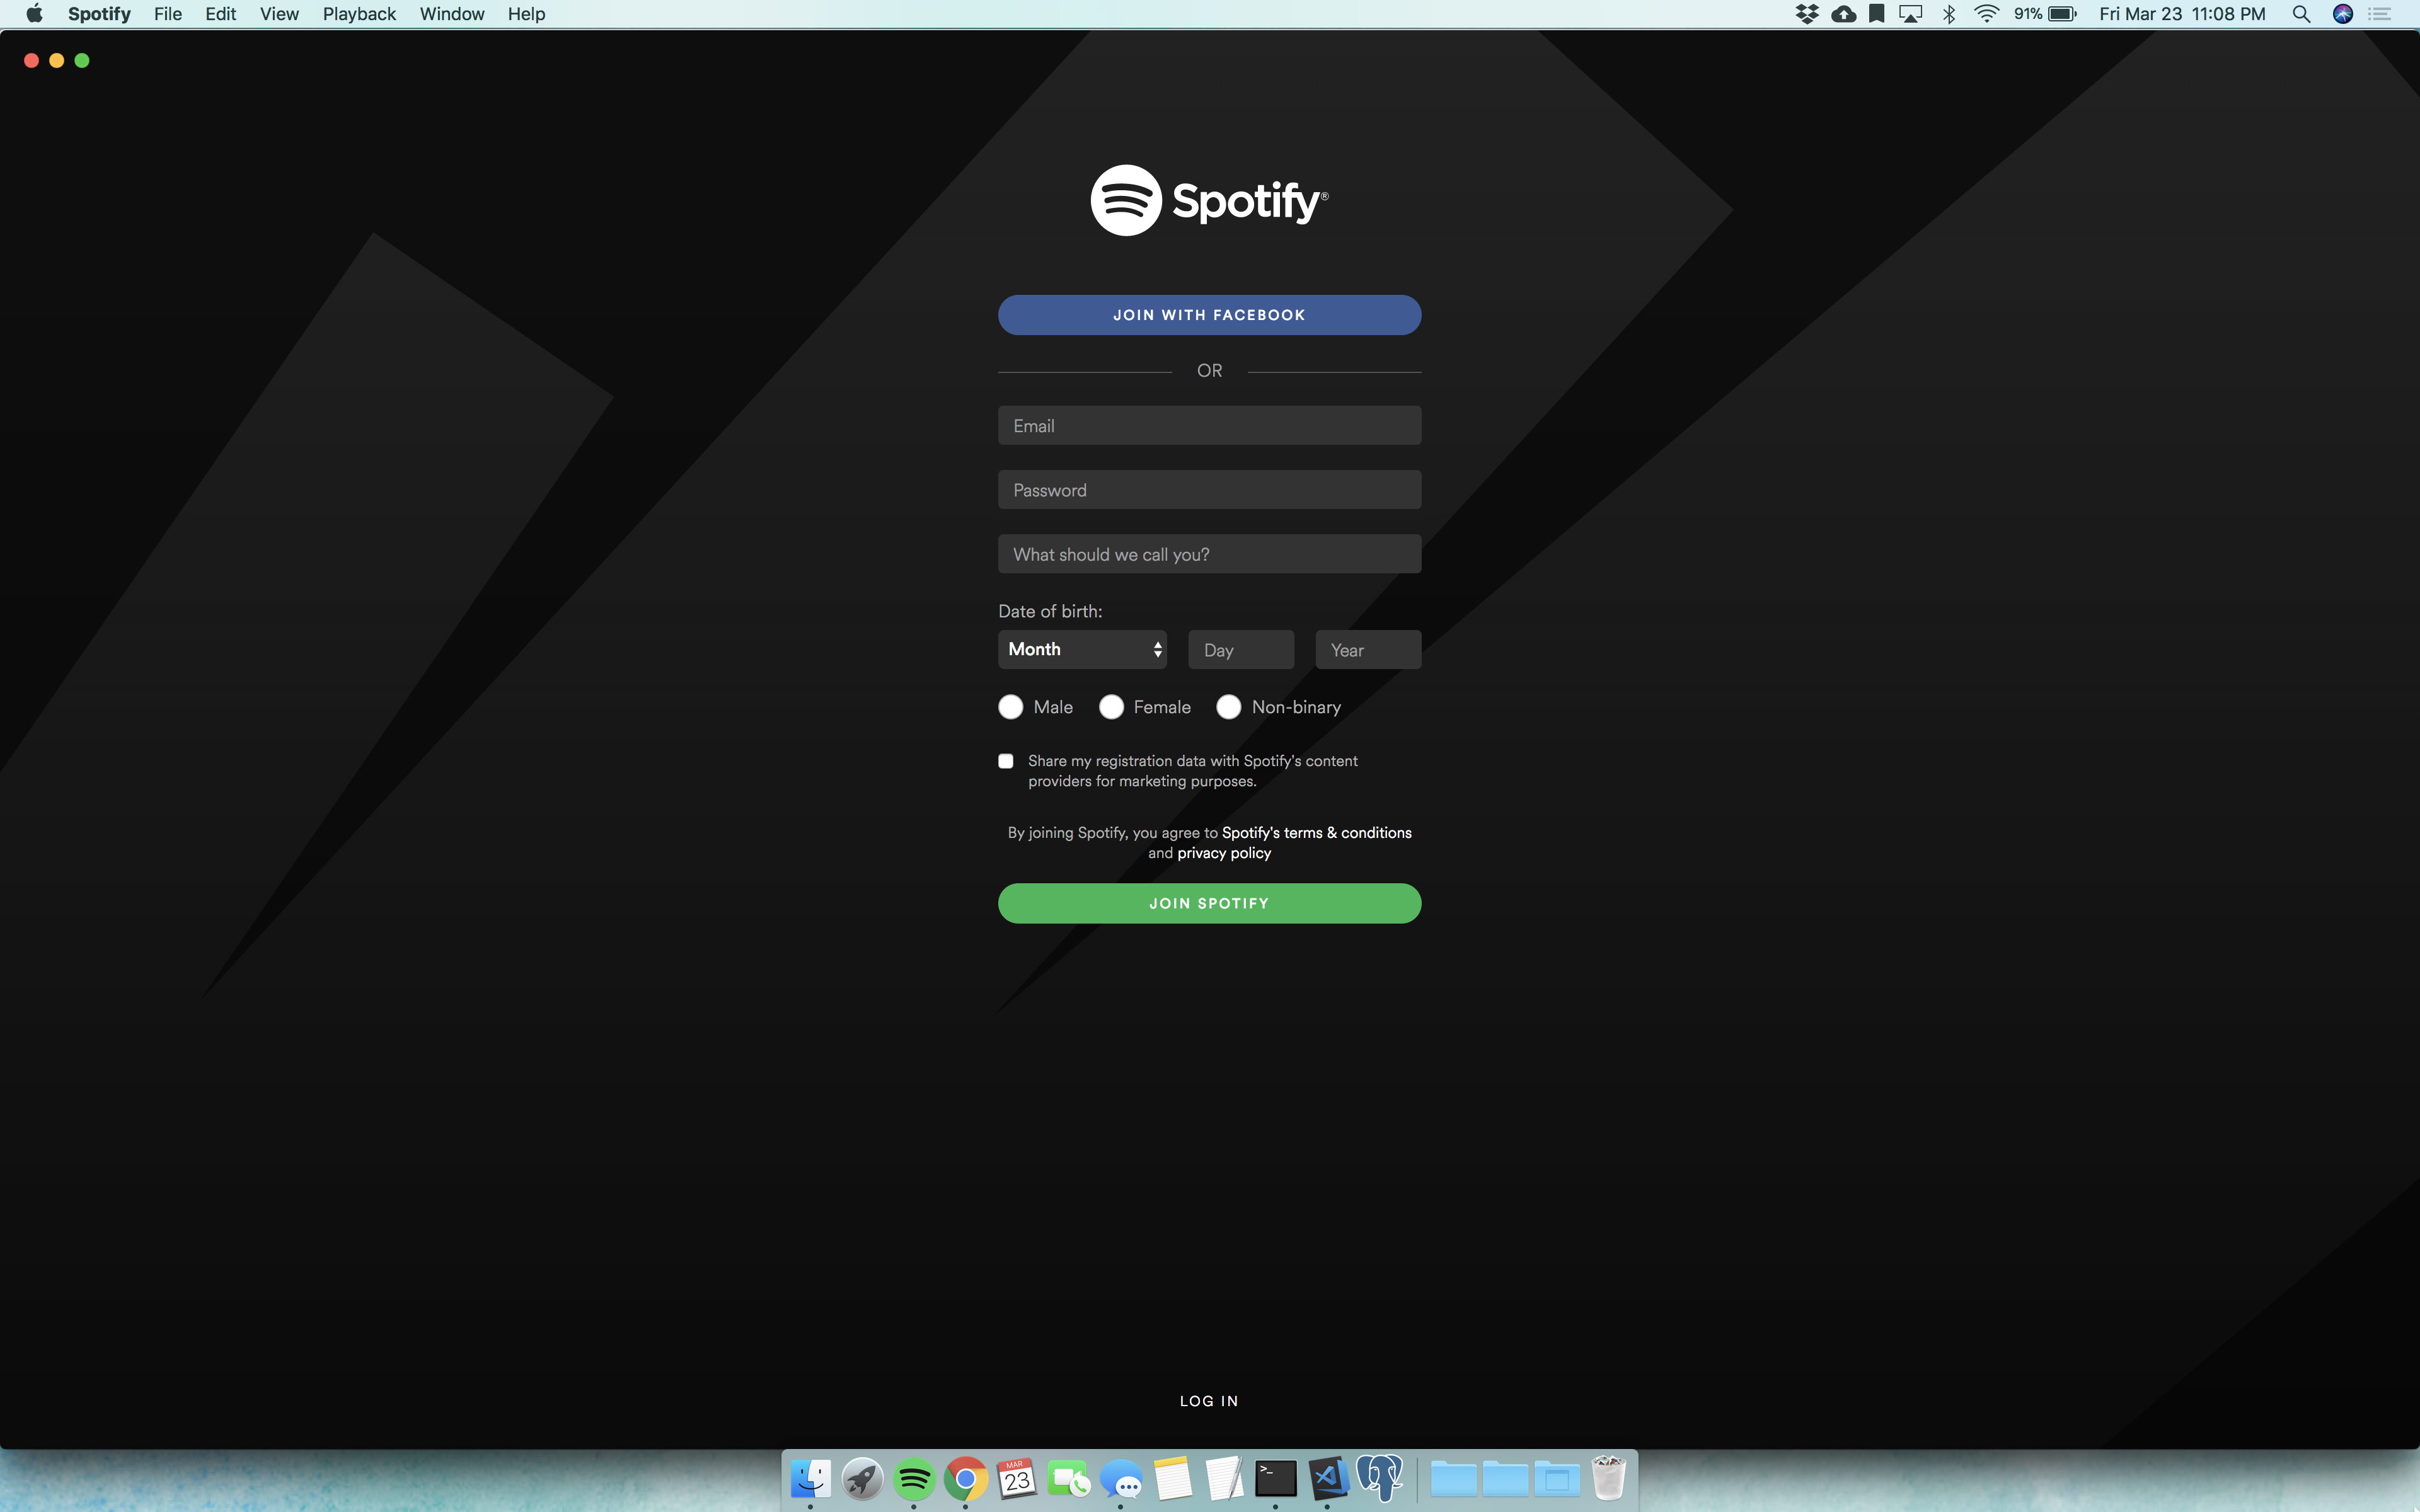 Spotify File Edit View Playback Window Help 91% Fri Mar 23 11:08 PM
Spotify®
JOIN WITH FACEBOOK
OR
Email
Password
What should we call you?
Date of birth:
Month Day Year
Male Female Non-binary
Share my registration data with Spotify's content
providers for marketing purposes.
By joining Spotify, you agree to Spotify's terms & conditions
and privacy policy
JOIN SPOTIFY
LOG IN
MAR
23
>_